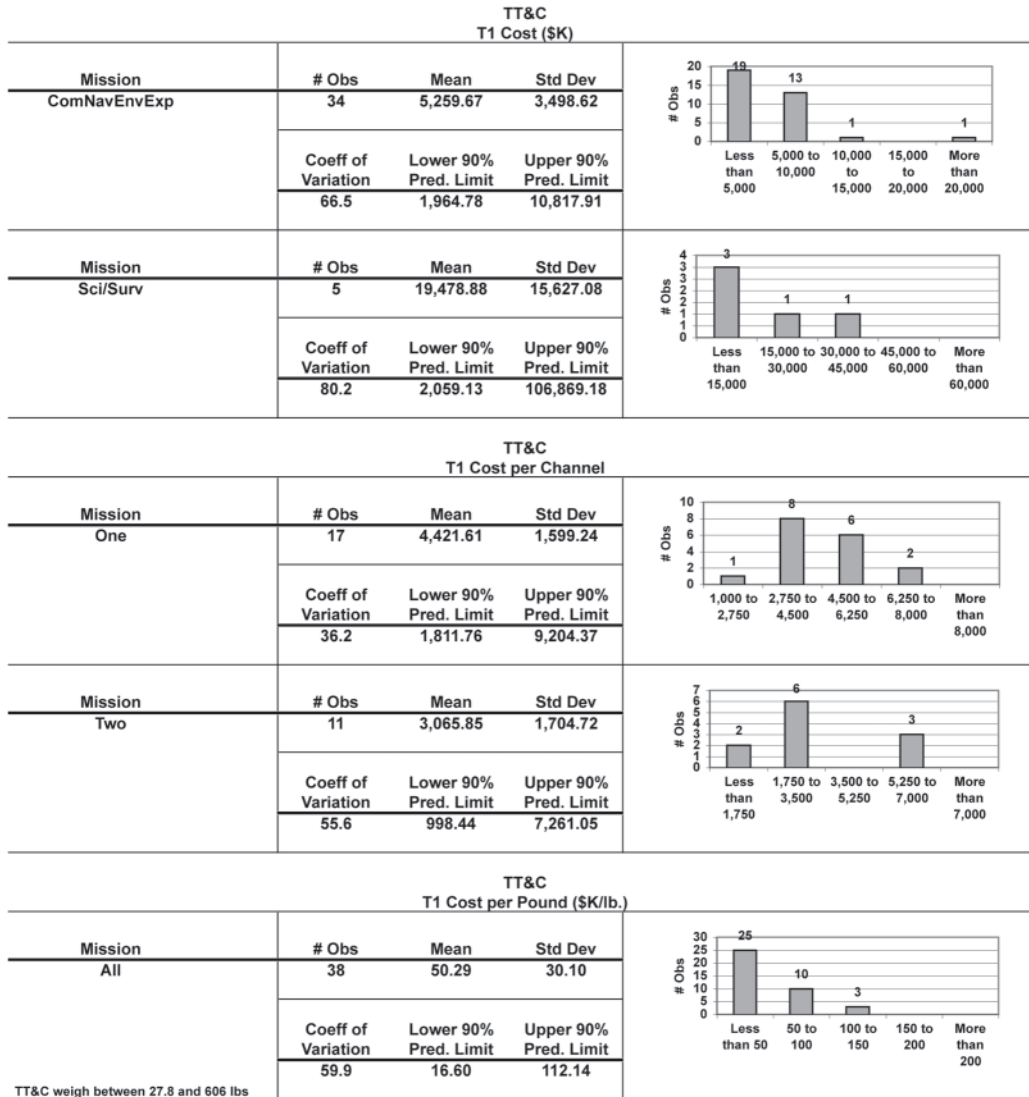 TT&C
T1 Cost ($K)
Mission # Obs Mean Std Dev
ComNavEnvExp 34 5,259.67 3,498.62
Coeff of Lower 90% Upper 90%
Variation Pred. Limit Pred. Limit
66.5 1,964.78 10,817.91
# Obs
20
15
10
5
0
19 13 1 1
Less 5,000 to 10,000 15,000 More
than 10,000 to to than
5,000 15,000 20,000 20,000
Mission # Obs Mean Std Dev
Sci/Surv 5 19,478.88 15,627.08
Coeff of Lower 90% Upper 90%
Variation Pred. Limit Pred. Limit
80.2 2,059.13 106,869.18
# Obs
4
3
3
2
2
1
1
0
3 1 1
Less 15,000 to 30,000 to 45,000 to More
than 30,000 45,000 60,000 than
15,000 60,000
TT&C
T1 Cost per Channel
Mission # Obs Mean Std Dev
One 17 4,421.61 1,599.24
Coeff of Lower 90% Upper 90%
Variation Pred. Limit Pred. Limit
36.2 1,811.76 9,204.37
# Obs
10
8
6
4
2
0
1 8 6 2
1,000 to 2,750 to 4,500 to 6,250 to More
2,750 4,500 6,250 8,000 than
8,000
Mission # Obs Mean Std Dev
Two 11 3,065.85 1,704.72
Coeff of Lower 90% Upper 90%
Variation Pred. Limit Pred. Limit
55.6 998.44 7,261.05
# Obs
7
6
5
4
3
2
1
0
2 6 3
Less 1,750 to 3,500 to 5,250 to More
than 3,500 5,250 7,000 than
1,750 7,000
TT&C
T1 Cost per Pound ($K/lb.)
Mission # Obs Mean Std Dev
All 38 50.29 30.10
Coeff of Lower 90% Upper 90%
Variation Pred. Limit Pred. Limit
59.9 16.60 112.14
# Obs
30
25
20
15
10
5
0
25 10 3
Less 50 to 100 to 150 to More
than 50 100 150 200 than
200
TT&C weigh between 27.8 and 606 lbs